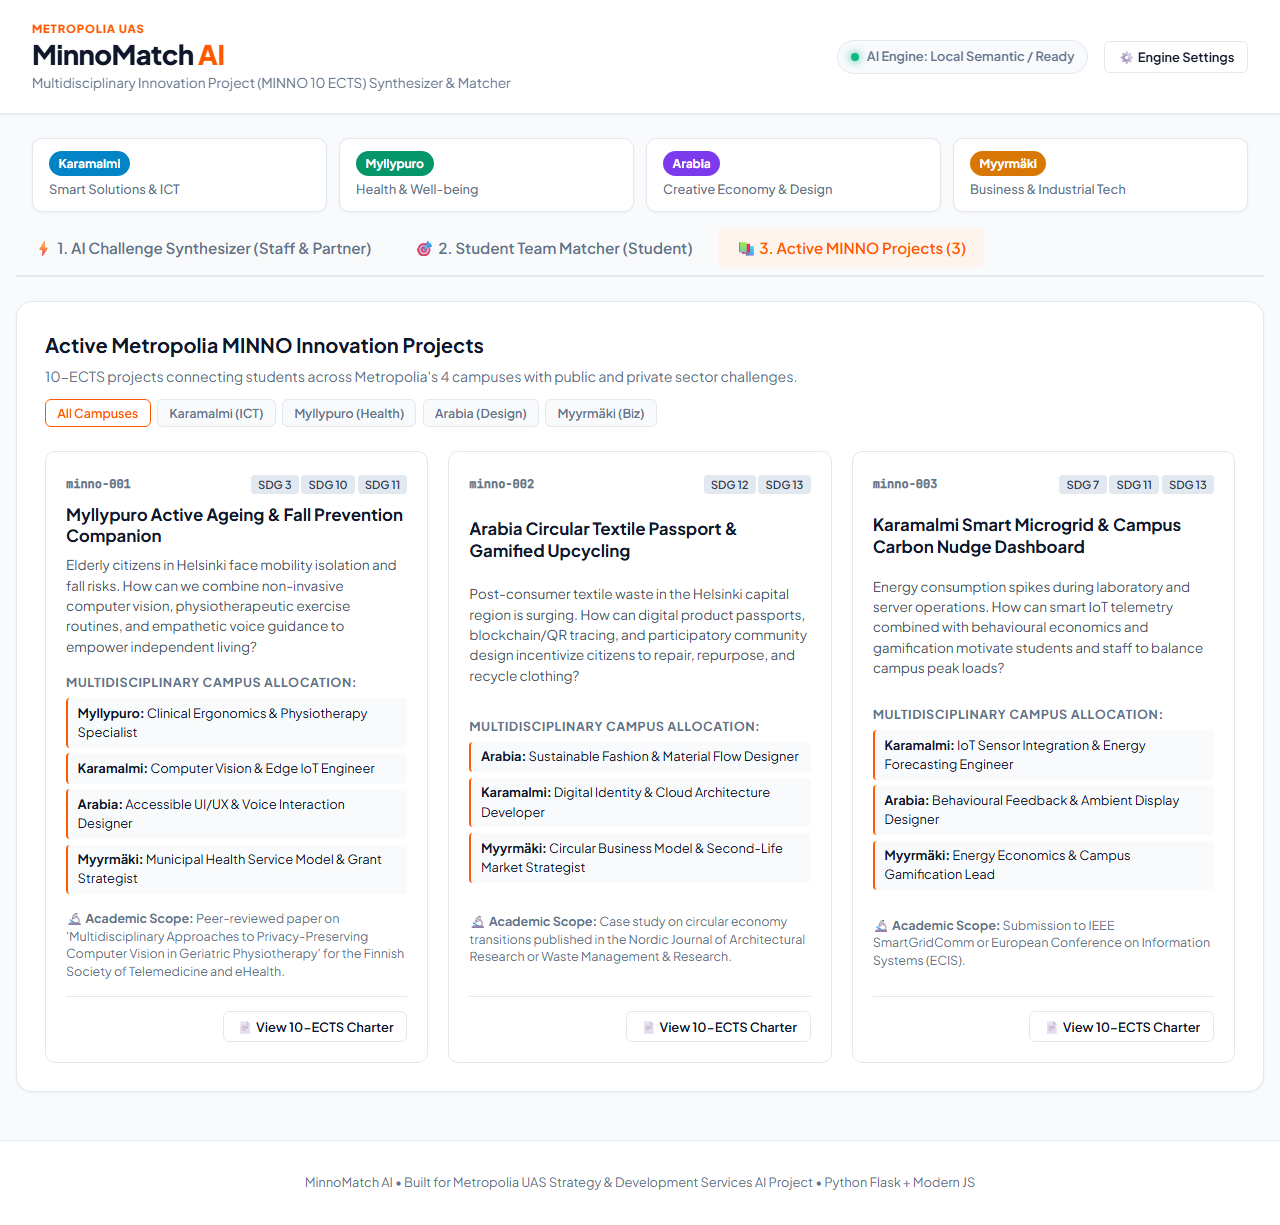 METROPOLIA UAS
MinnoMatch AI
Multidisciplinary Innovation Project (MINNO 10 ECTS) Synthesizer & Matcher
AI Engine: Local Semantic / Ready
Engine Settings
Karamalmi
Smart Solutions & ICT
Myllypuro
Health & Well-being
Arabia
Creative Economy & Design
Myyrmäki
Business & Industrial Tech
1. AI Challenge Synthesizer (Staff & Partner)
2. Student Team Matcher (Student)
3. Active MINNO Projects (3)
Active Metropolia MINNO Innovation Projects
10-ECTS projects connecting students across Metropolia's 4 campuses with public and private sector challenges.
All Campuses
Karamalmi (ICT)
Myllypuro (Health)
Arabia (Design)
Myyrmäki (Biz)
minno-001
SDG 3
SDG 10
SDG 11
Myllypuro Active Ageing & Fall Prevention
Companion
Elderly citizens in Helsinki face mobility isolation and
fall risks. How can we combine non-invasive
computer vision, physiotherapeutic exercise
routines, and empathetic voice guidance to
empower independent living?
MULTIDISCIPLINARY CAMPUS ALLOCATION:
Myllypuro: Clinical Ergonomics & Physiotherapy
Specialist
Karamalmi: Computer Vision & Edge IoT Engineer
Arabia: Accessible UI/UX & Voice Interaction
Designer
Myyrmäki: Municipal Health Service Model & Grant
Strategist
Academic Scope: Peer-reviewed paper on
'Multidisciplinary Approaches to Privacy-Preserving
Computer Vision in Geriatric Physiotherapy' for the Finnish
Society of Telemedicine and eHealth.
View 10-ECTS Charter
minno-002
SDG 12
SDG 13
Arabia Circular Textile Passport &
Gamified Upcycling
Post-consumer textile waste in the Helsinki capital
region is surging. How can digital product passports,
blockchain/QR tracing, and participatory community
design incentivize citizens to repair, repurpose, and
recycle clothing?
MULTIDISCIPLINARY CAMPUS ALLOCATION:
Arabia: Sustainable Fashion & Material Flow Designer
Karamalmi: Digital Identity & Cloud Architecture
Developer
Myyrmäki: Circular Business Model & Second-Life
Market Strategist
Academic Scope: Case study on circular economy
transitions published in the Nordic Journal of Architectural
Research or Waste Management & Research.
View 10-ECTS Charter
minno-003
SDG 7
SDG 11
SDG 13
Karamalmi Smart Microgrid & Campus
Carbon Nudge Dashboard
Energy consumption spikes during laboratory and
server operations. How can smart IoT telemetry
combined with behavioural economics and
gamification motivate students and staff to balance
campus peak loads?
MULTIDISCIPLINARY CAMPUS ALLOCATION:
Karamalmi: IoT Sensor Integration & Energy
Forecasting Engineer
Arabia: Behavioural Feedback & Ambient Display
Designer
Myyrmäki: Energy Economics & Campus
Gamification Lead
Academic Scope: Submission to IEEE
SmartGridComm or European Conference on Information
Systems (ECIS).
View 10-ECTS Charter
MinnoMatch AI • Built for Metropolia UAS Strategy & Development Services AI Project • Python Flask + Modern JS